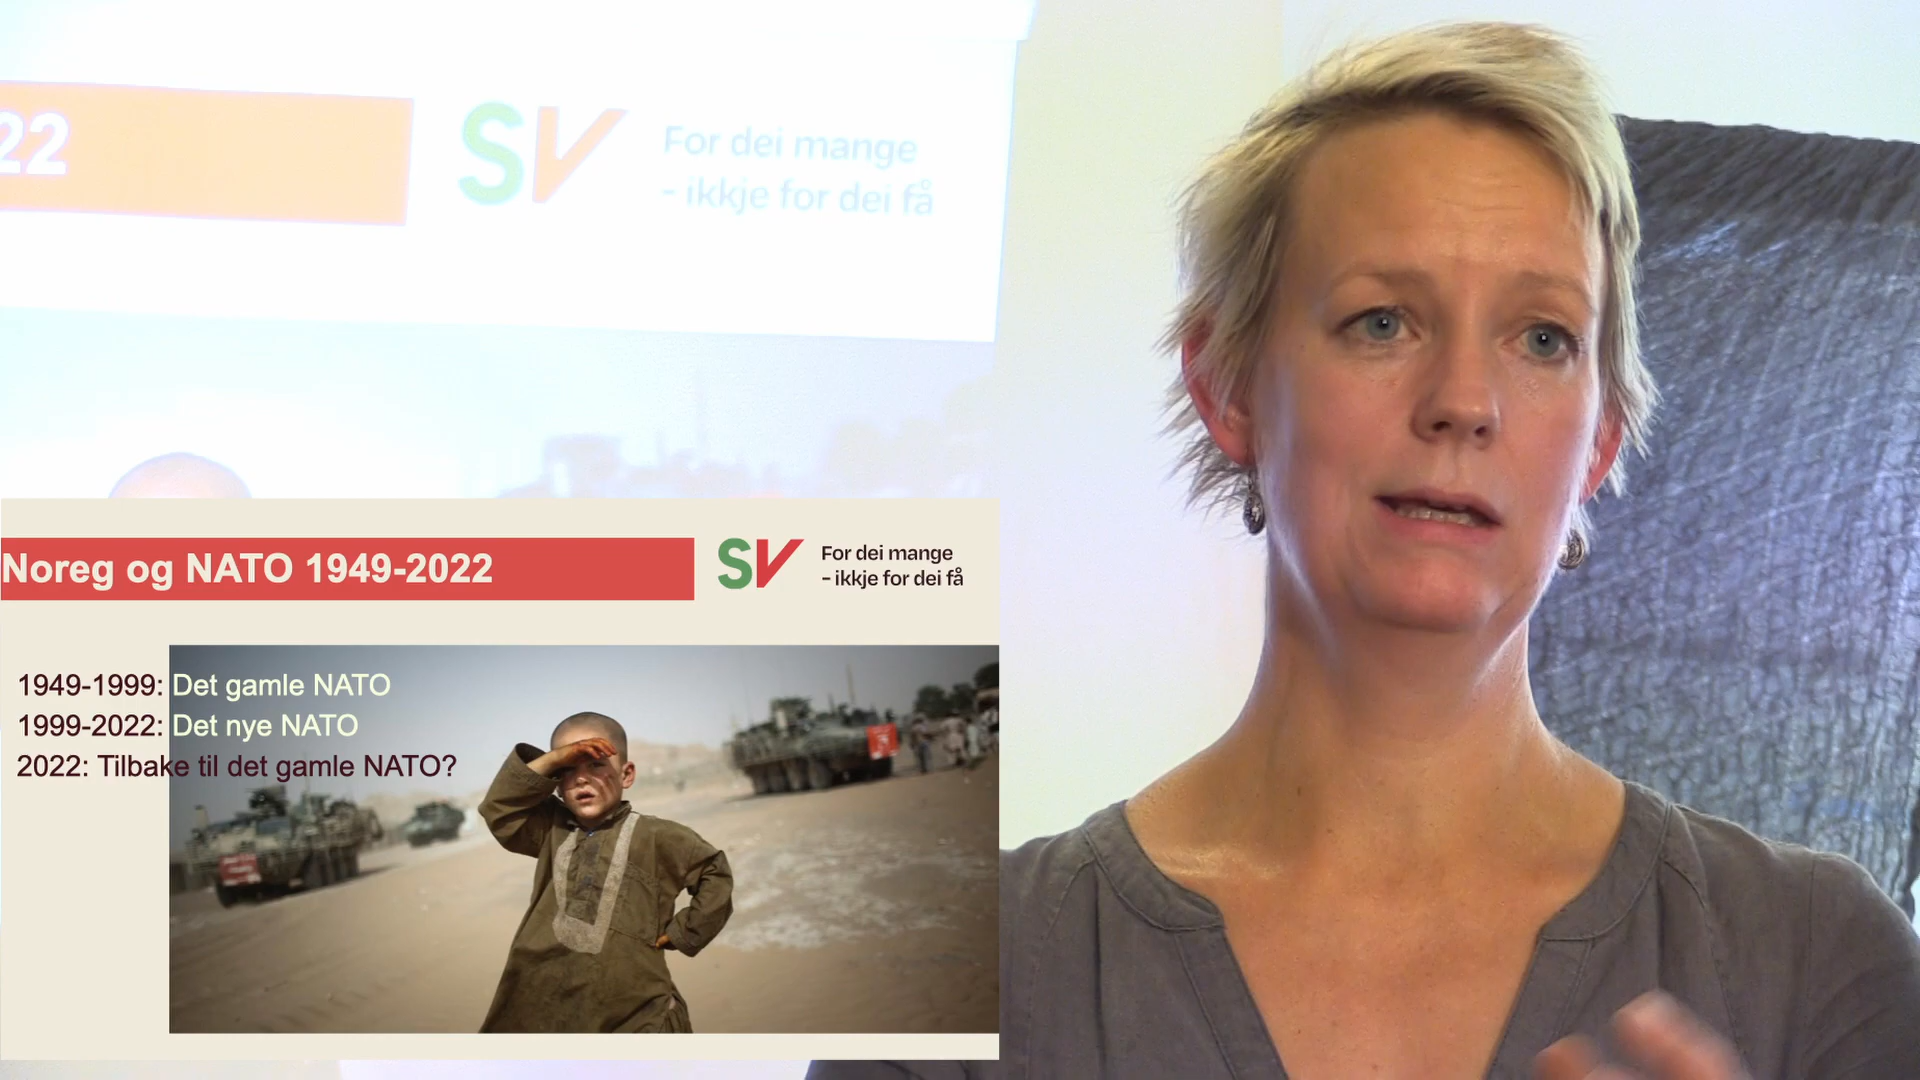 22
SV
For dei mange
- ikkje for dei få
Noreg og NATO 1949-2022
SV
For dei mange
- ikkje for dei få
1949-1999: Det gamle NATO
1999-2022: Det nye NATO
2022: Tilbake til det gamle NATO?